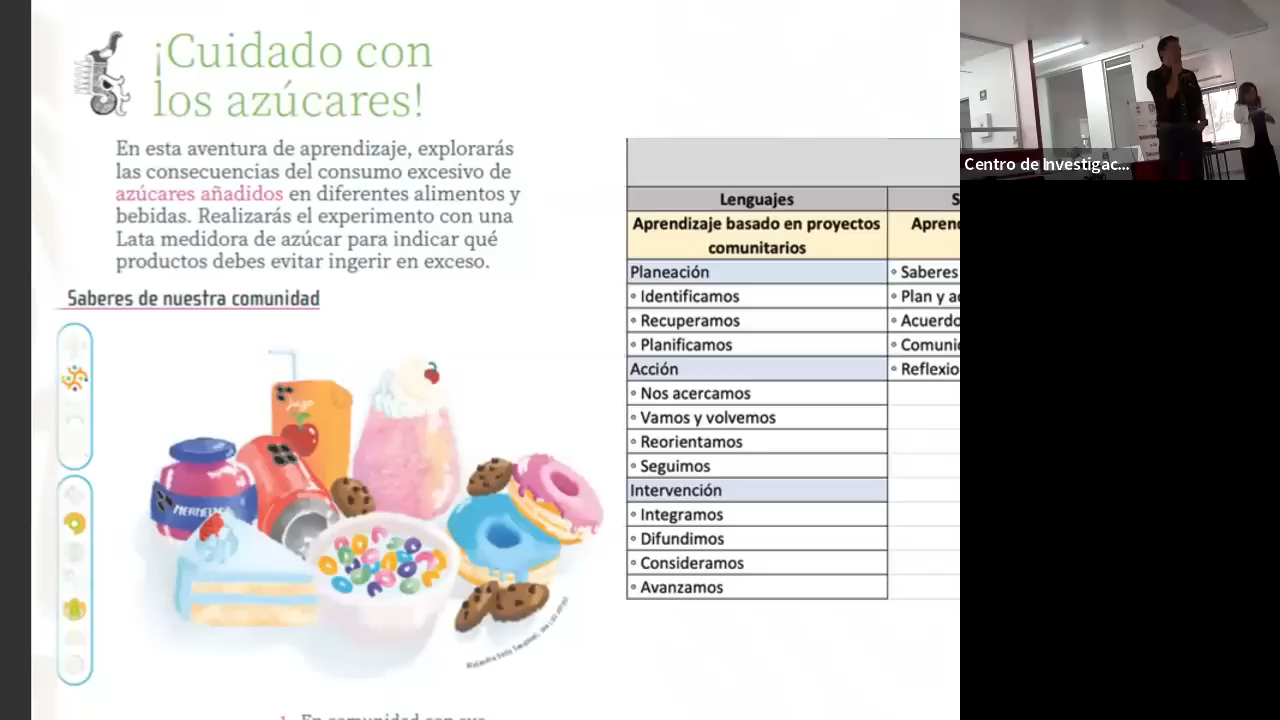 ¡Cuidado con
los azúcares!
En esta aventura de aprendizaje, explorarás
las consecuencias del consumo excesivo de
azúcares añadidos en diferentes alimentos y
bebidas. Realizarás el experimento con una
Lata medidora de azúcar para indicar qué
productos debes evitar ingerir en exceso.
Saberes de nuestra comunidad
jugo
MERMELADA
Lenguajes
Aprendizaje basado en proyectos
comunitarios
Planeación
◦ Identificamos
◦ Recuperamos
◦ Planificamos
Acción
◦ Nos acercamos
◦ Vamos y volvemos
◦ Reorientamos
◦ Seguimos
Intervención
◦ Integramos
◦ Difundimos
◦ Consideramos
◦ Avanzamos
S
Apren
◦ Saberes
◦ Plan y a
◦ Acuerdo
◦ Comuni
◦ Reflexio
Centro de Investigac...